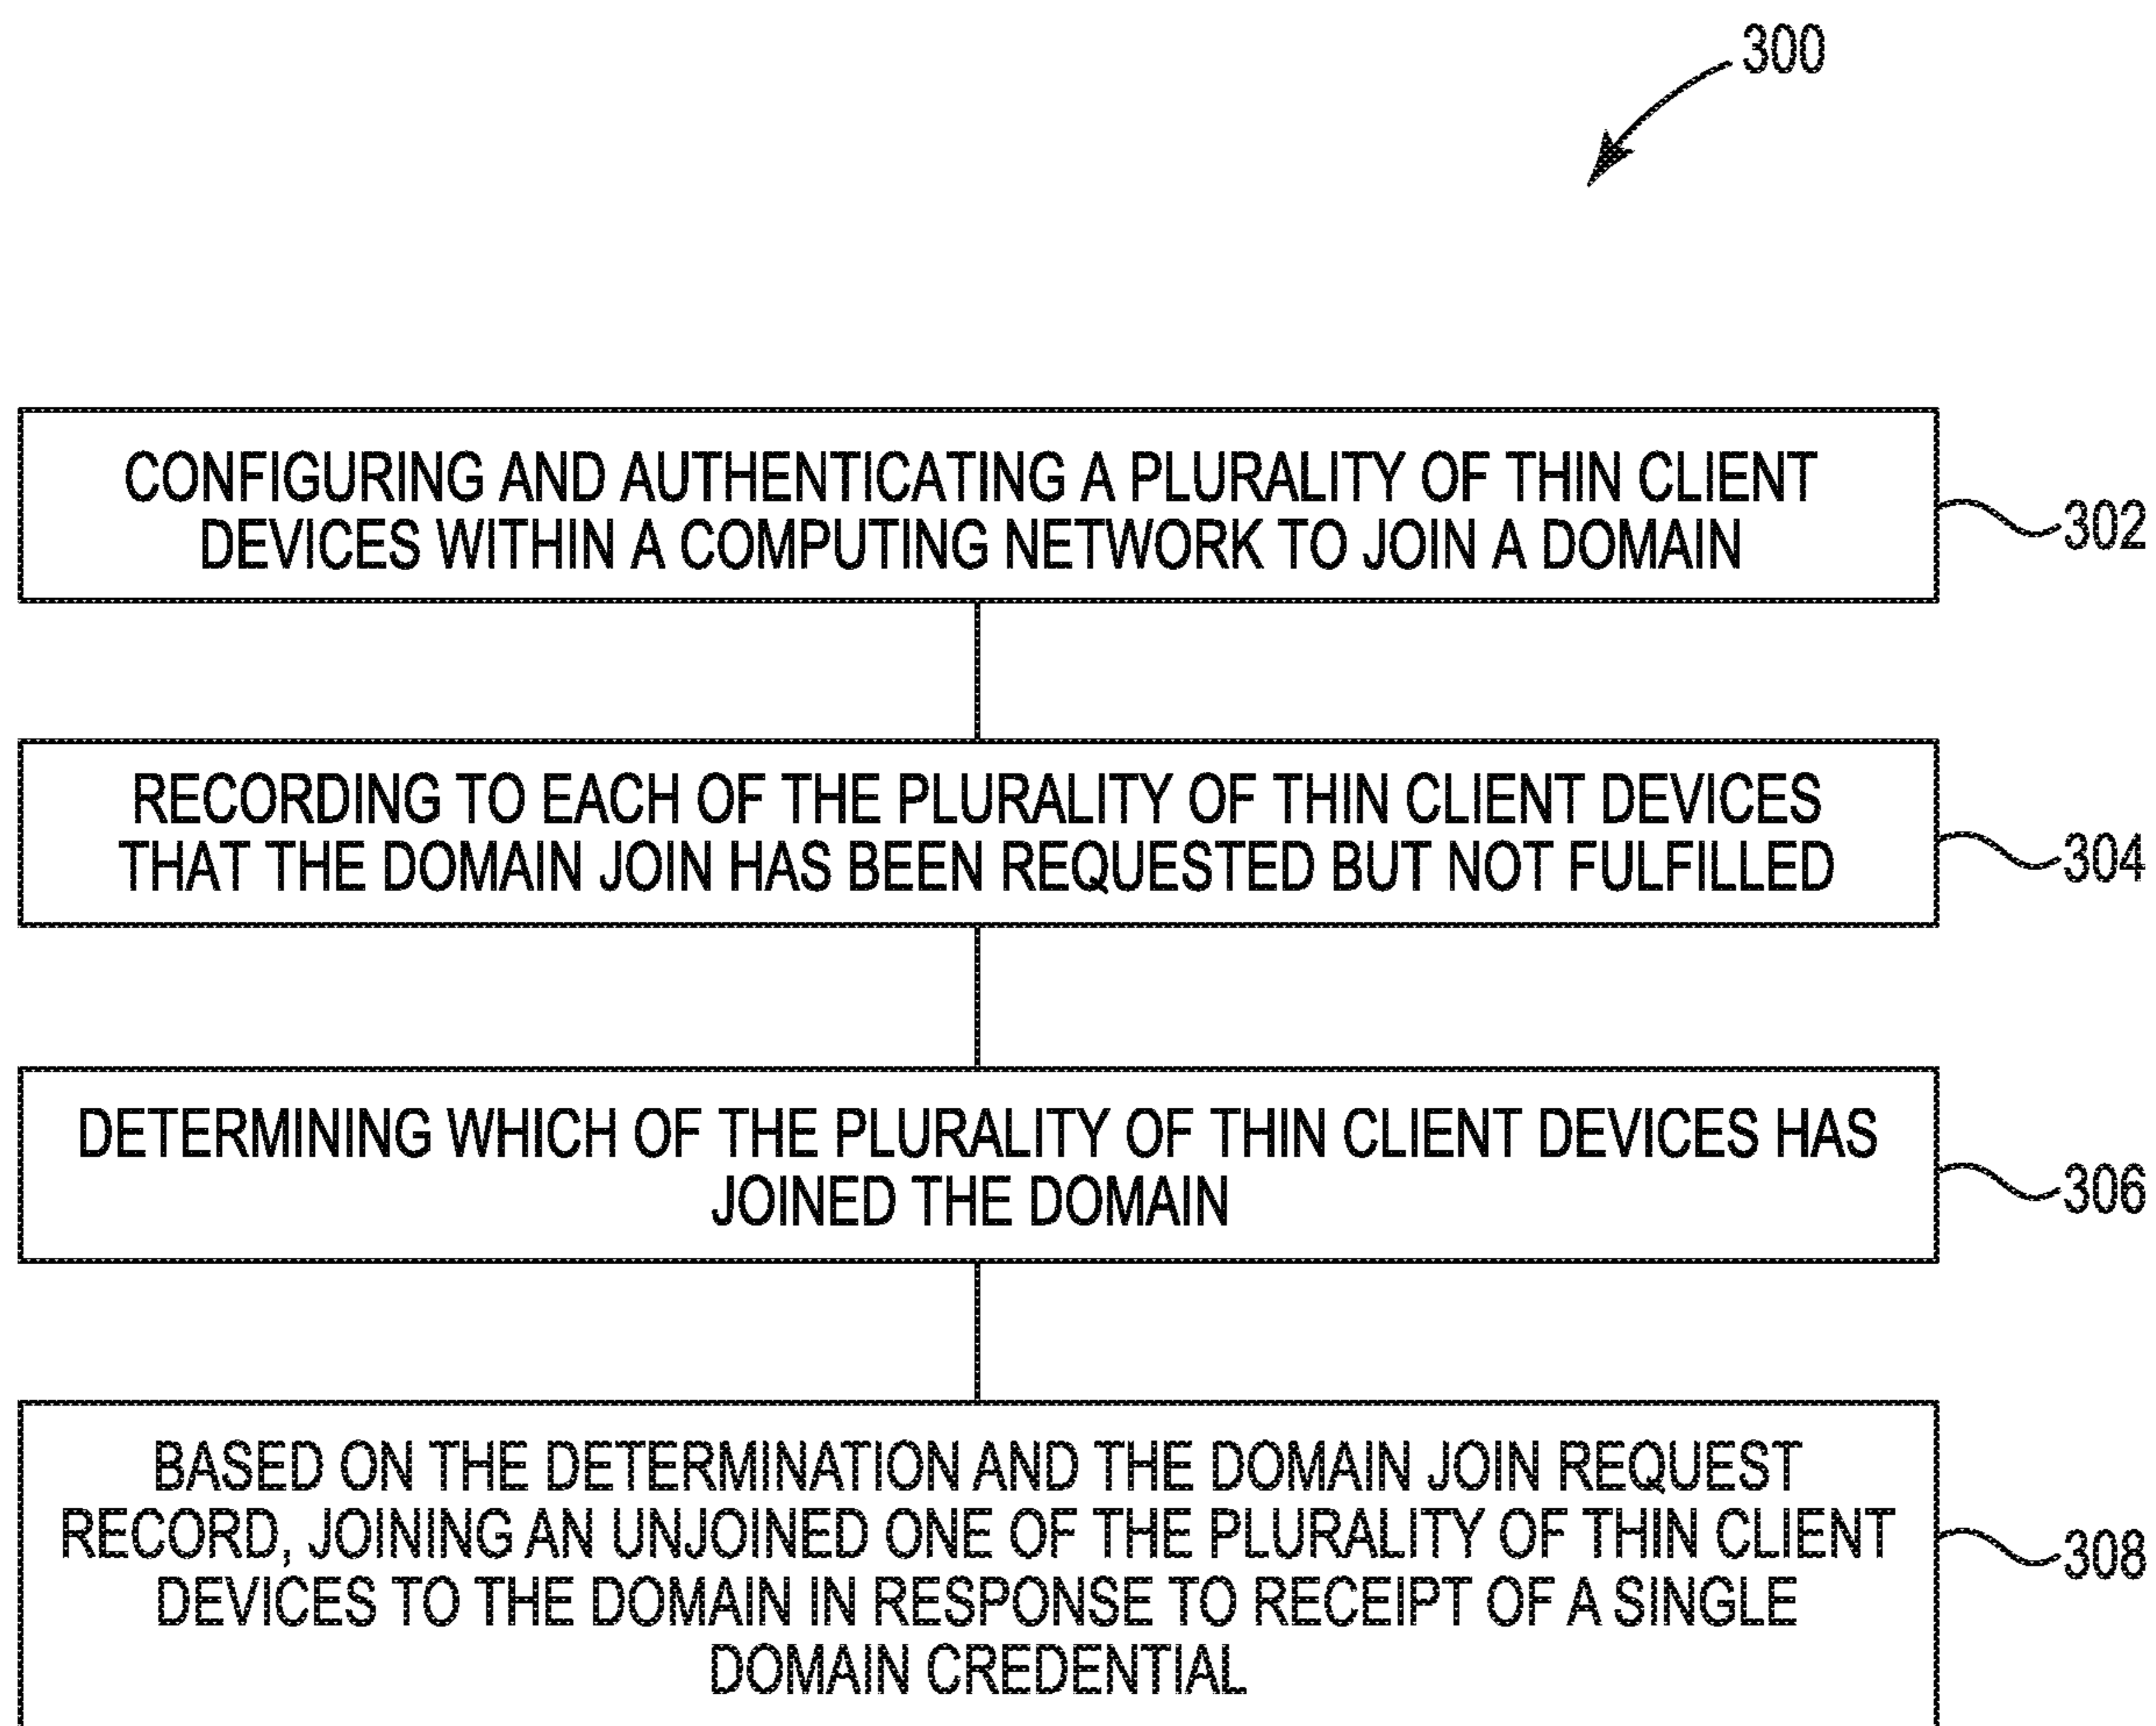 300
CONFIGURING AND AUTHENTICATING A PLURALITY OF THIN CLIENT
DEVICES WITHIN A COMPUTING NETWORK TO JOIN A DOMAIN
302
RECORDING TO EACH OF THE PLURALITY OF THIN CLIENT DEVICES
THAT THE DOMAIN JOIN HAS BEEN REQUESTED BUT NOT FULFILLED
304
DETERMINING WHICH OF THE PLURALITY OF THIN CLIENT DEVICES HAS
JOINED THE DOMAIN
306
BASED ON THE DETERMINATION AND THE DOMAIN JOIN REQUEST
RECORD, JOINING AN UNJOINED ONE OF THE PLURALITY OF THIN CLIENT
DEVICES TO THE DOMAIN IN RESPONSE TO RECEIPT OF A SINGLE
DOMAIN CREDENTIAL
308